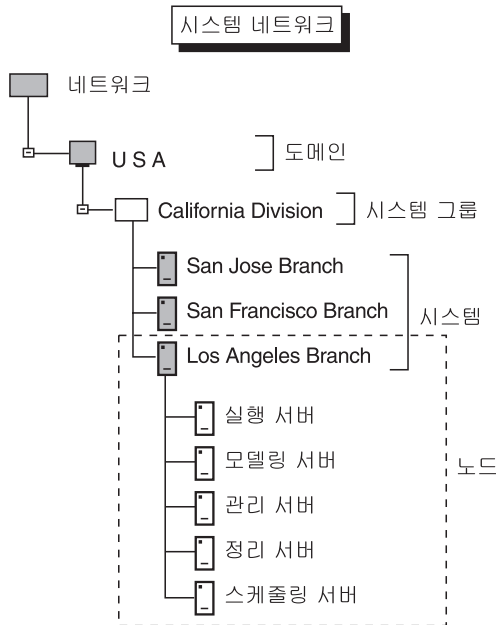 시스템 네트워크
네트워크
USA
도메인
California Division
시스템 그룹
San Jose Branch
San Francisco Branch
시스템
Los Angeles Branch
실행 서버
모델링 서버
노드
관리 서버
정리 서버
스케줄링 서버